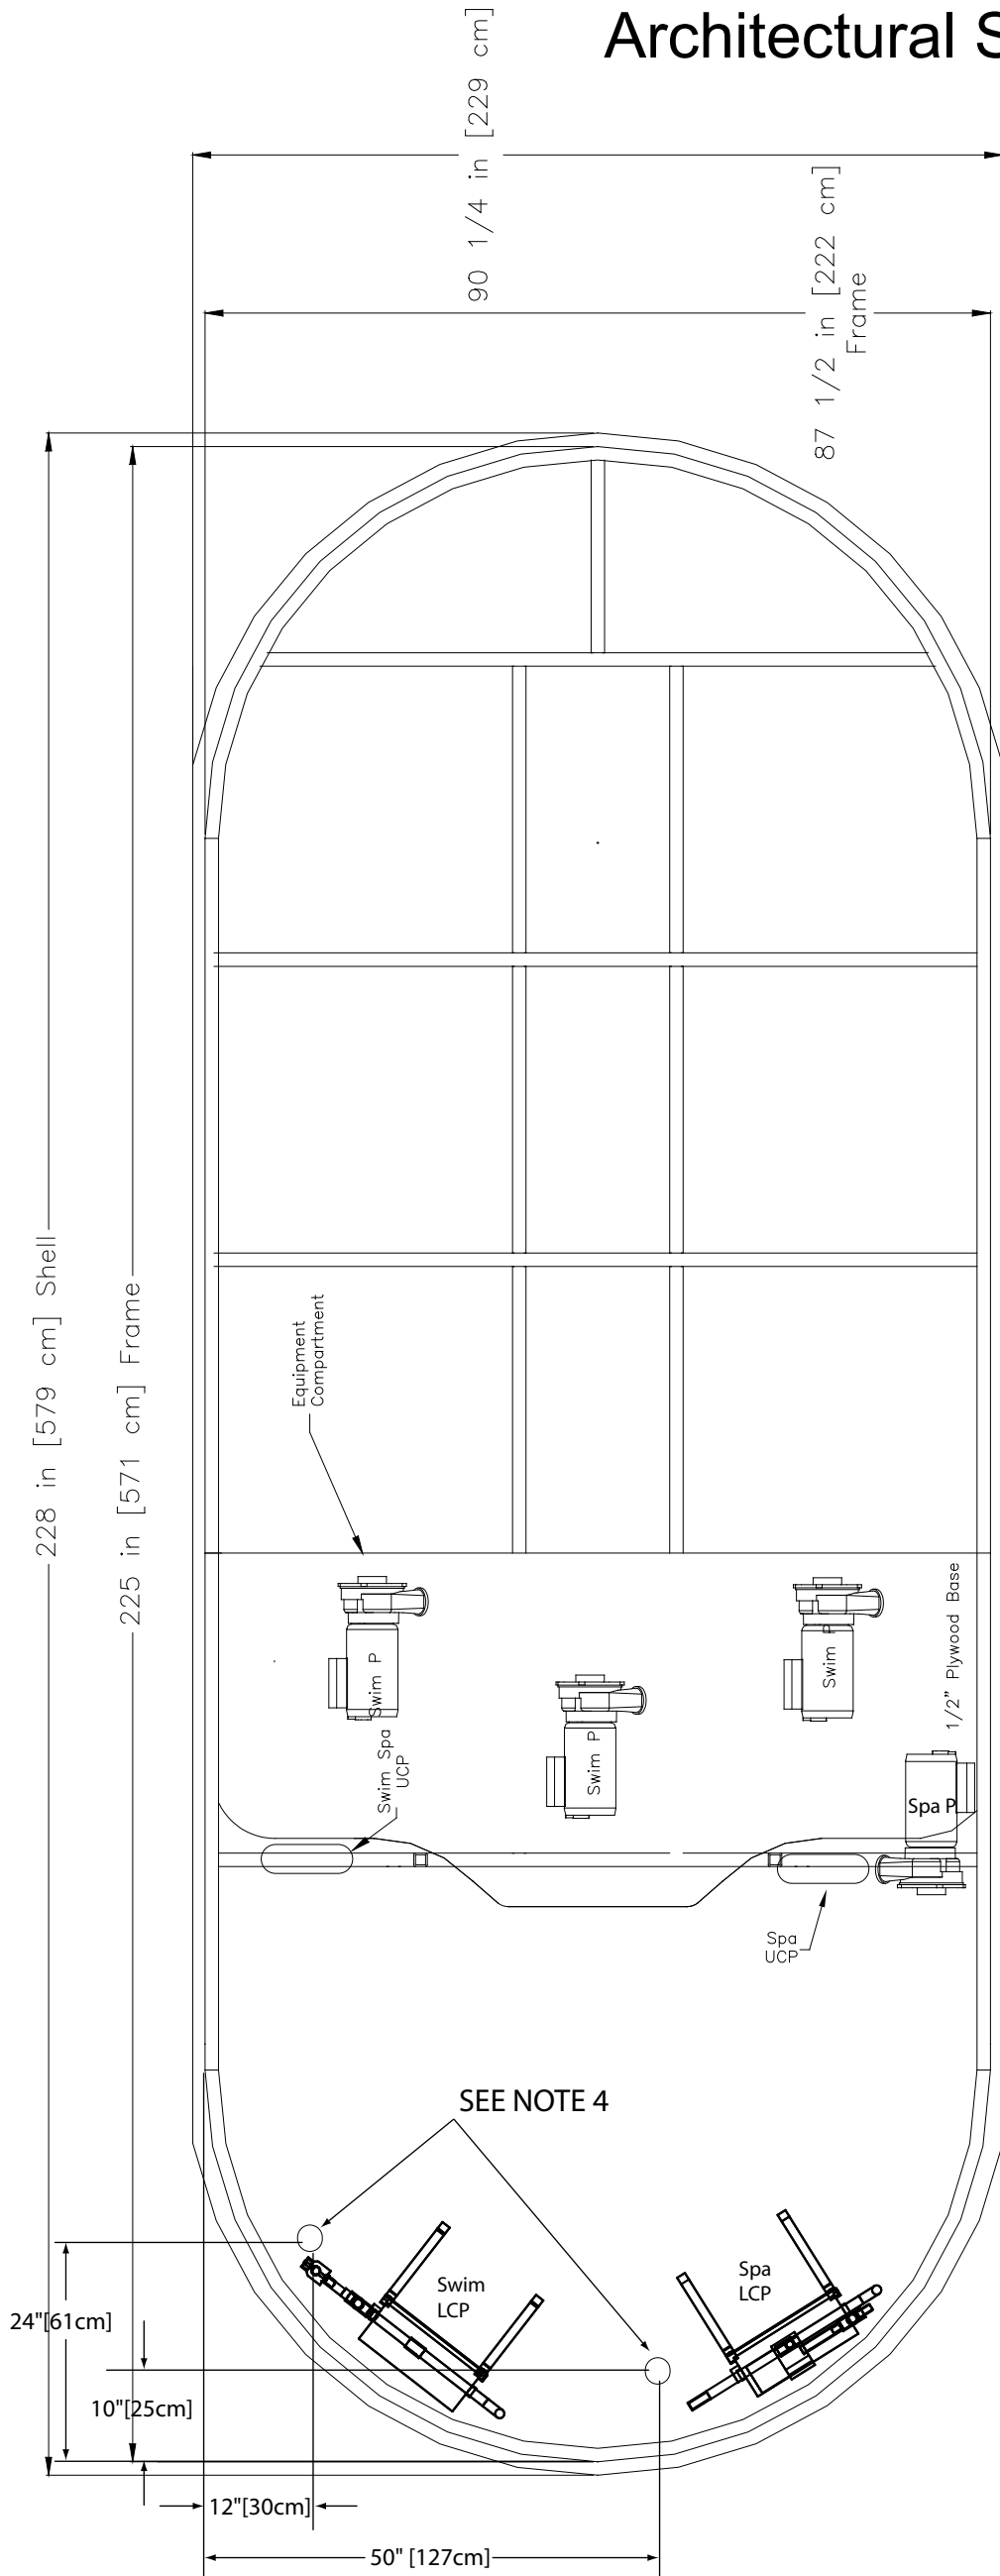 Architectural S
90 1/4 in [229 cm]
87 1/2 in [222 cm]
Frame
228 in [579 cm] Shell
225 in [571 cm] Frame
Equipment
Compartment
Swim P
Swim P
Swim
1/2" Plywood Base
Swim Spa
UCP
Spa P
Spa
UCP
SEE NOTE 4
Swim
LCP
Spa
LCP
24"[61cm]
10"[25cm]
12"[30cm]
50" [127cm]